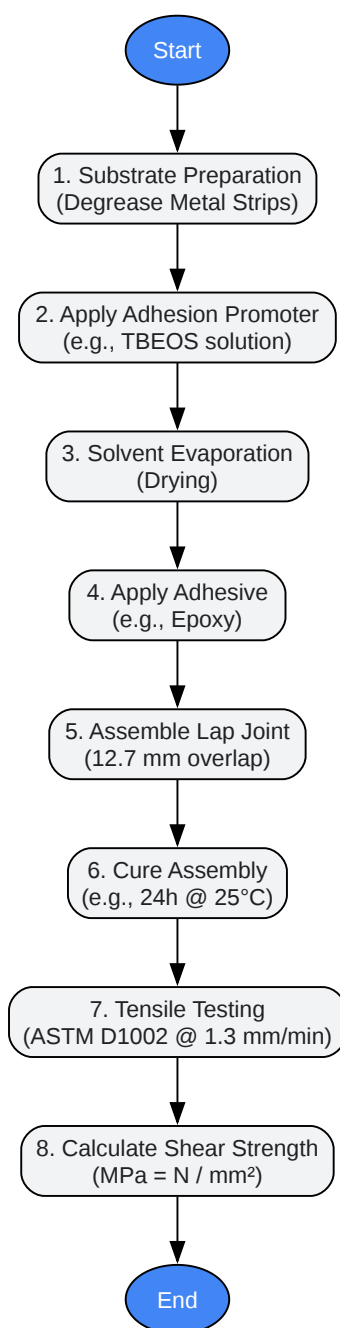 Start
1. Substrate Preparation
(Degrease Metal Strips)
2. Apply Adhesion Promoter
(e.g., TBEOS solution)
3. Solvent Evaporation
(Drying)
4. Apply Adhesive
(e.g., Epoxy)
5. Assemble Lap Joint
(12.7 mm overlap)
6. Cure Assembly
(e.g., 24h @ 25°C)
7. Tensile Testing
(ASTM D1002 @ 1.3 mm/min)
8. Calculate Shear Strength
(MPa = N / mm²)
End